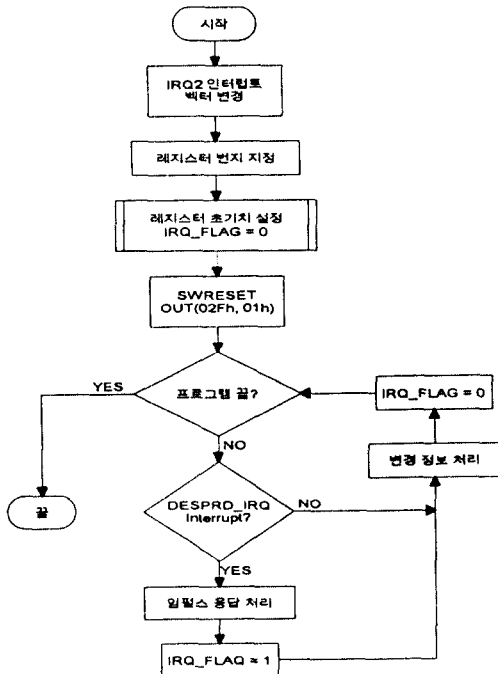 시작
IRQ2 인터럽트
벡터 변경
레지스터 번지 지정
레지스터 초기치 설정
IRQ_FLAG = 0
SWRESET
OUT(02Fh, 01h)
YES
프로그램 끝?
IRQ_FLAG = 0
NO
변경 정보 처리
끝
DESPRD_IRQ
Interrupt?
NO
YES
임펄스 응답 처리
IRQ_FLAG = 1